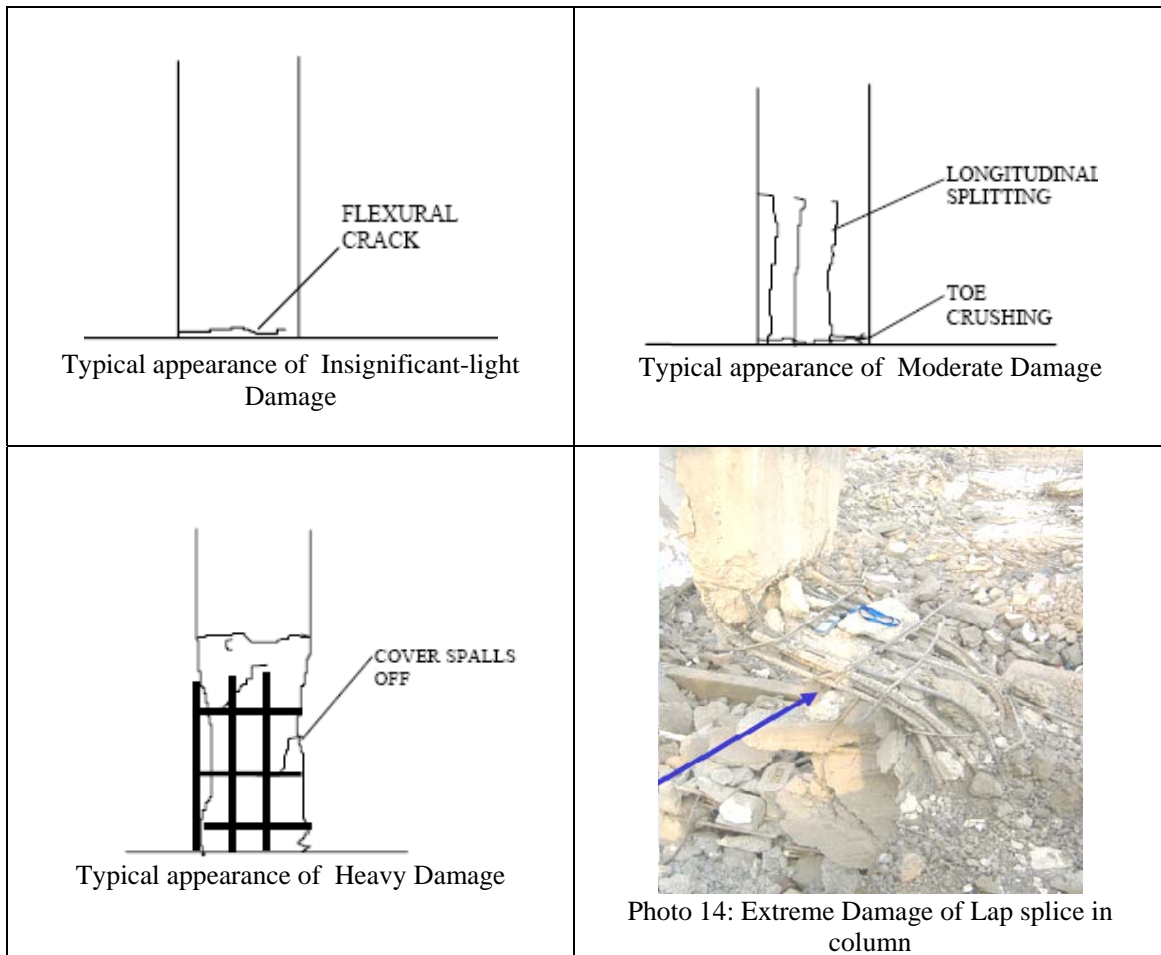 FLEXURAL
CRACK
Typical appearance of Insignificant-light
Damage
LONGITUDINAL
SPLITTING
TOE
CRUSHING
Typical appearance of Moderate Damage
COVER SPALLS
OFF
Typical appearance of Heavy Damage
Photo 14: Extreme Damage of Lap splice in
column